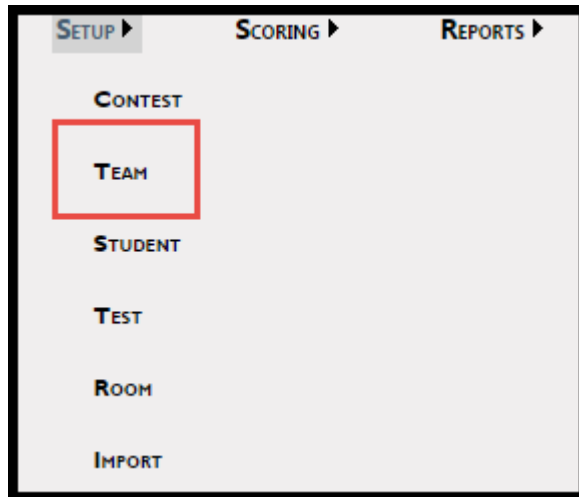 SETUP▶ SCORING▶ REPORTS▶
CONTEST
TEAM
STUDENT
TEST
ROOM
IMPORT